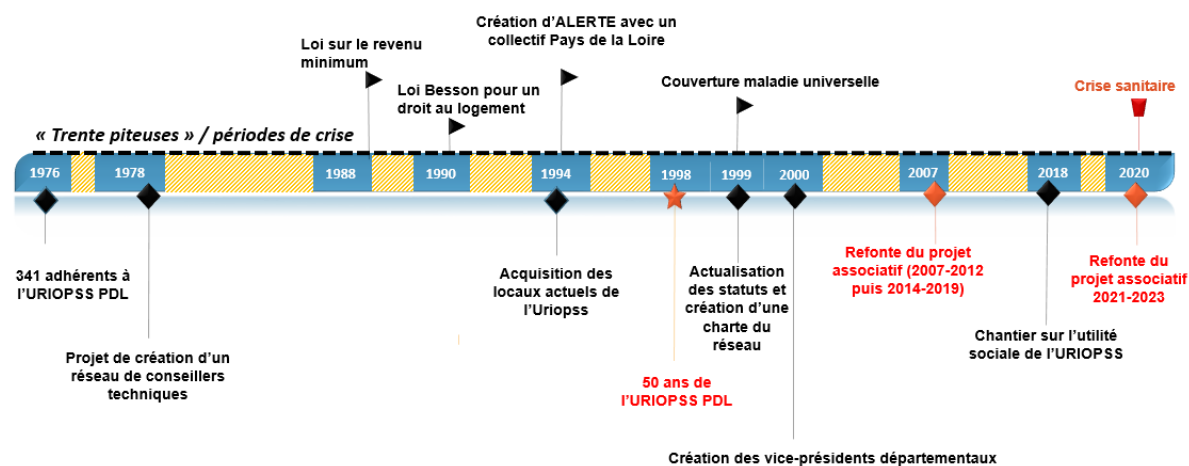 Création d'ALERTE avec un
collectif Pays de la Loire
Loi sur le revenu
minimum
Loi Besson pour un
droit au logement
Couverture maladie universelle
Crise sanitaire
« Trente piteuses » / périodes de crise
1976
1978
1988
1990
1994
1998
1999
2000
2007
2018
2020
341 adhérents à
l'URIOPSS PDL
Projet de création d'un
réseau de conseillers
techniques
Acquisition des
locaux actuels de
l'Uriopss
50 ans de
l'URIOPSS PDL
Actualisation
des statuts et
création d'une
charte du
réseau
Création des vice-présidents départementaux
Refonte du projet
associatif (2007-2012
puis 2014-2019)
Chantier sur l'utilité
sociale de l'URIOPSS
Refonte du
projet associatif
2021-2023